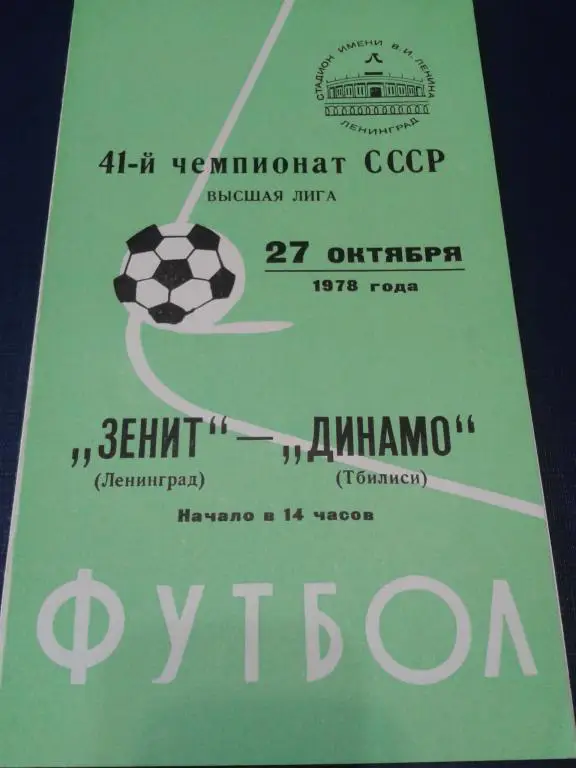 СТАДИОН ИМЕНИ В.И. ЛЕНИНА
ЛЕНИНГРАД
41-й чемпионат СССР
ВЫСШАЯ ЛИГА
27 ОКТЯБРЯ
1978 года
„ЗЕНИТ“ — „ДИНАМО“
(Ленинград) (Тбилиси)
Начало в 14 часов
ФУТБОЛ